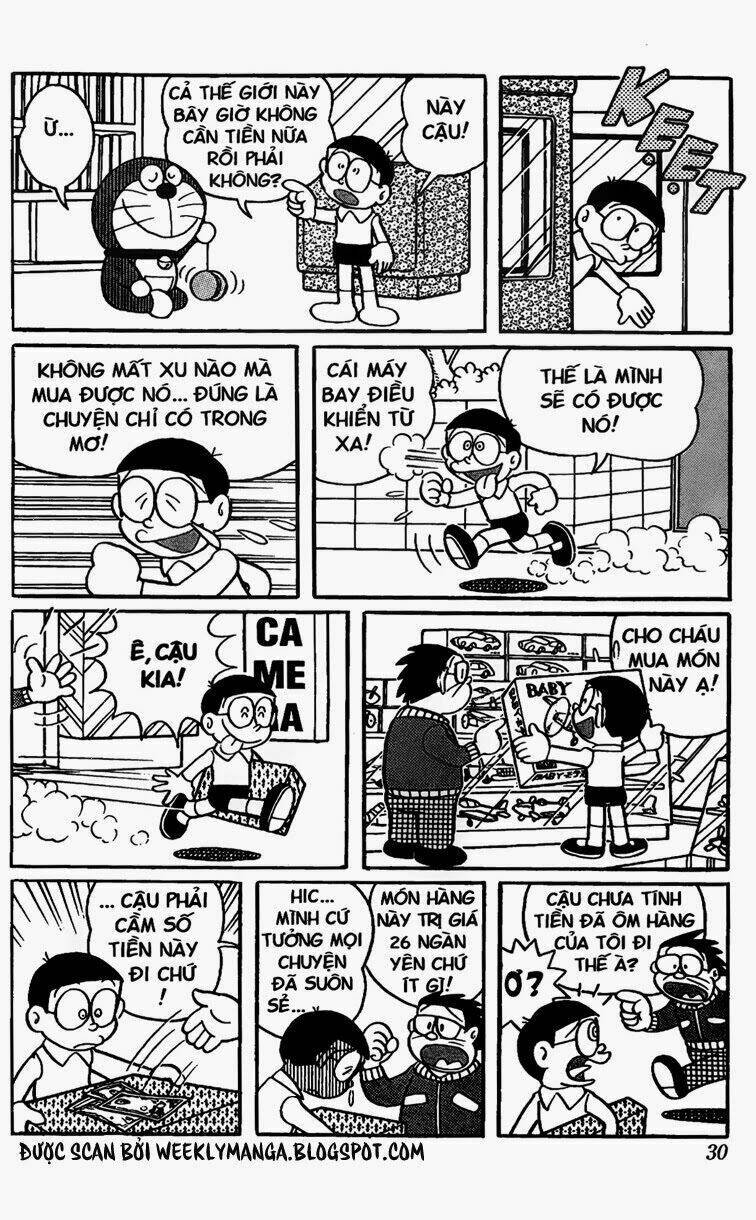 KEET
NÀY
CẬU!
CẢ THẾ GIỚI NÀY
BÂY GIỜ KHÔNG
CẦN TIỀN NỮA
RỒI PHẢI
KHÔNG?
Ừ...
THẾ LÀ MÌNH
SẼ CÓ ĐƯỢC
NÓ!
CÁI MÁY
BAY ĐIỀU
KHIỂN TỪ
XA!
KHÔNG MẤT XU NÀO MÀ
MUA ĐƯỢC NÓ... ĐÚNG LÀ
CHUYỆN CHỈ CÓ TRONG
MƠ!
CHO CHÁU
MUA MÓN
NÀY Ạ!
BABY
Ê, CẬU
KIA!
CA
ME
RA
CẬU CHƯA TÍNH
TIỀN ĐÃ ÔM HÀNG
CỦA TÔI ĐI
THẾ À?
Ơ?
MÓN HÀNG
NÀY TRỊ GIÁ
26 NGÀN
YÊN CHỨ
ÍT GÌ!
HIC...
MÌNH CỨ
TƯỞNG MỌI
CHUYỆN
ĐÃ SUÔN
SẺ...
... CẬU PHẢI
CẦM SỐ
TIỀN NÀY
ĐI CHỨ
!
ĐƯỢC SCAN BỞI WEEKLYMANGA.BLOGSPOT.COM
30